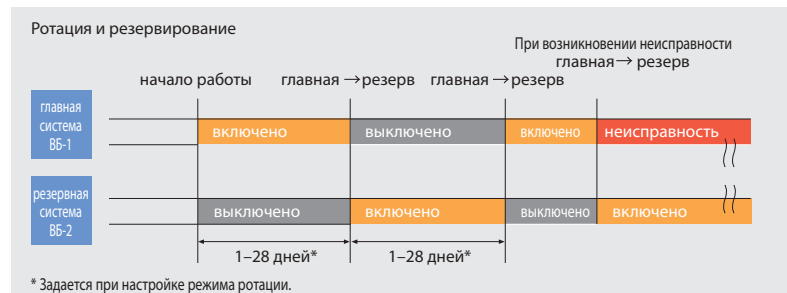 Ротация и резервирование
При возникновении неисправности
главная→ резерв
начало работы главная →резерв главная →резерв
главная
система
ВБ-1
включено выключено включено неисправность
резервная
система
ВБ-2
выключено включено выключено включено
1–28 дней* 1–28 дней*
* Задается при настройке режима ротации.